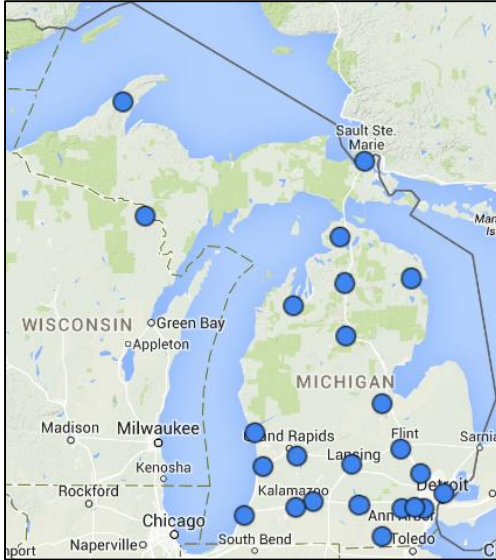 Sault Ste.
Marie
WISCONSIN
Green Bay
Appleton
MICHIGAN
Madison
Milwaukee
Grand Rapids
Flint
Sarnia
Lansing
Kenosha
Detroit
Rockford
Kalamazoo
Chicago
Ann
Naperville
South Bend
Toledo